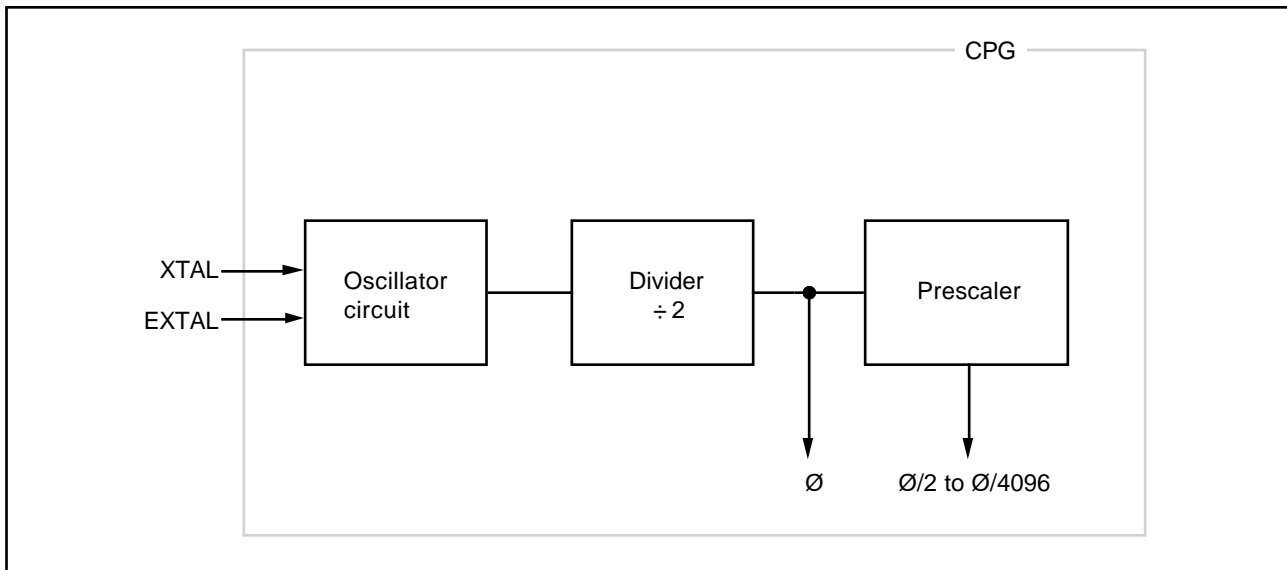 CPG
XTAL
EXTAL
Oscillator
circuit
Divider
÷ 2
Prescaler
Ø
Ø/2 to Ø/4096